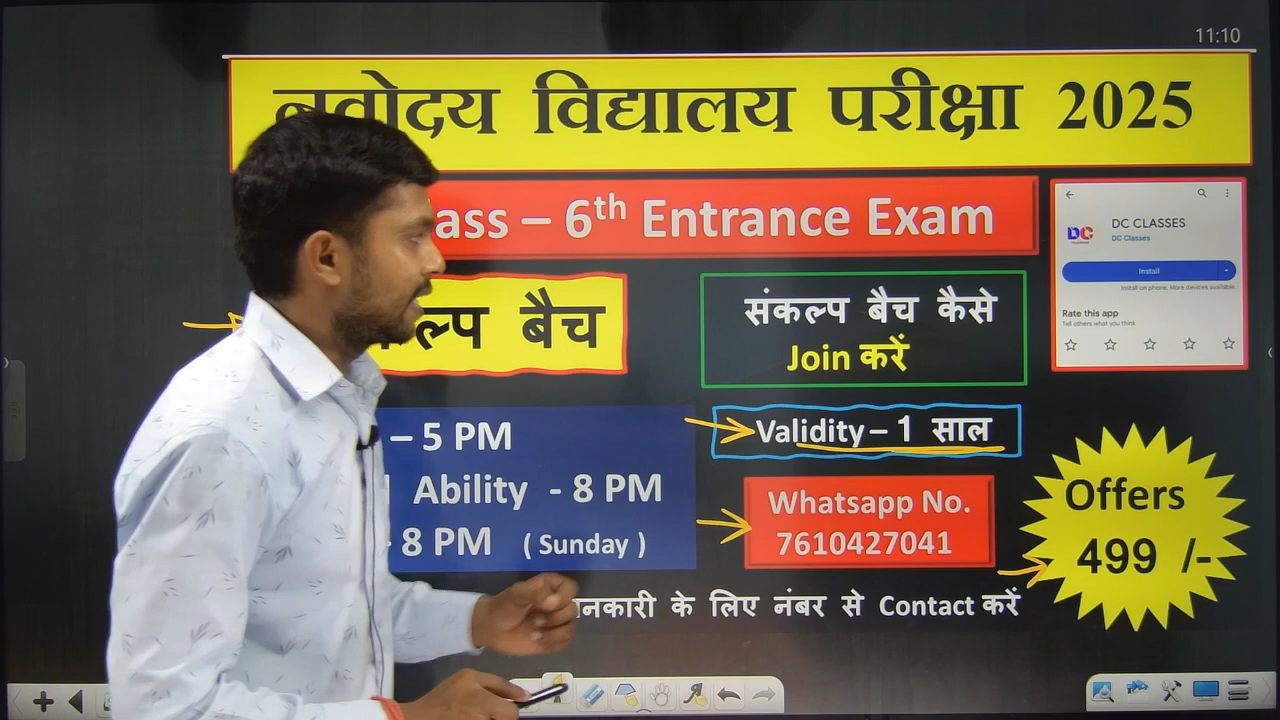 11:10
नवोदय विद्यालय परीक्षा 2025
– 6th Entrance Exam
DC CLASSES
DC Classes
Install
Install on phone. More devices available.
Rate this app
Tell others what you think
बैच
संकल्प बैच कैसे
Join करें
– 5 PM
Ability - 8 PM
8 PM ( Sunday )
Validity – 1 साल
Whatsapp No.
7610427041
Offers
499 /-
के लिए नंबर से Contact करें